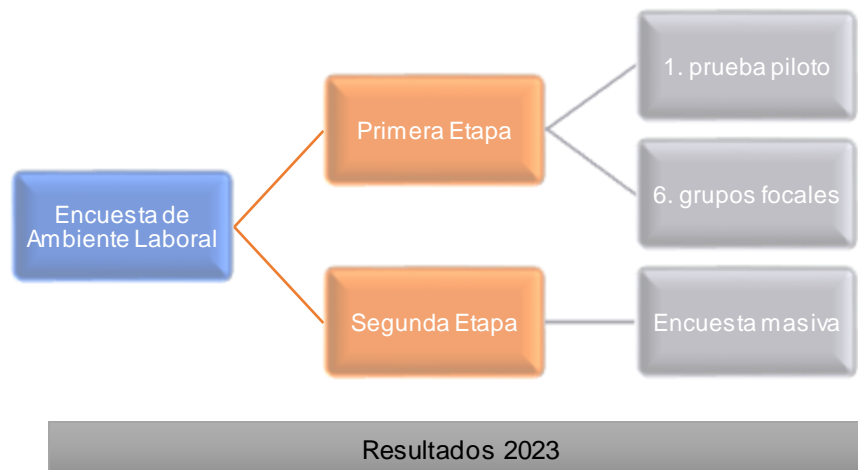 Encuesta de
Ambiente Laboral
Primera Etapa
1. prueba piloto
6. grupos focales
Segunda Etapa
Encuesta masiva
Resultados 2023